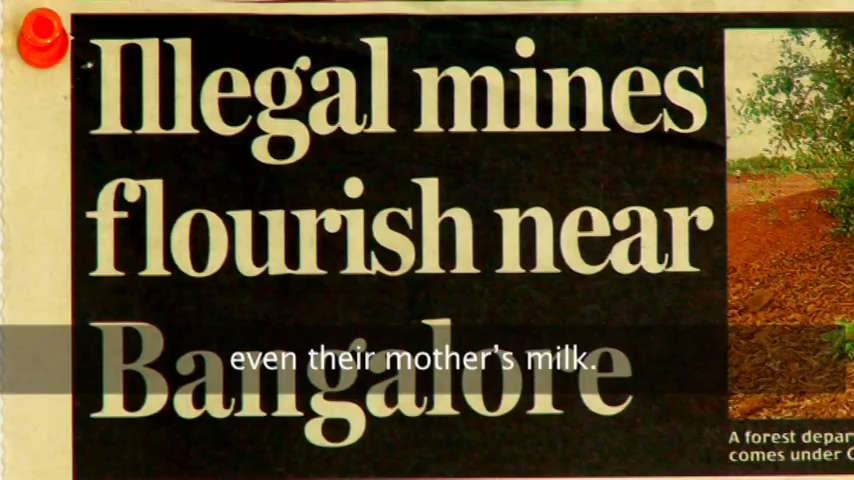 Illegal mines
flourish near
Bangalore
even their mother's milk.
A forest depar
comes under